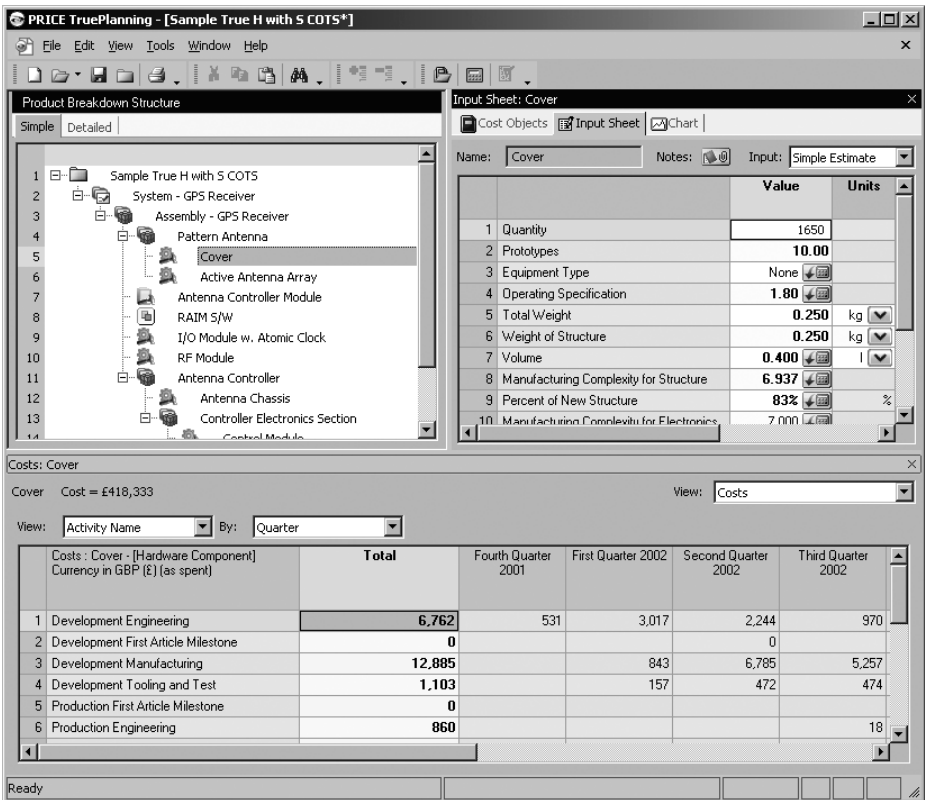 PRICE TruePlanning - [Sample True H with S COTS*]
File Edit View Tools Window Help
Product Breakdown Structure
Simple Detailed
1 Sample True H with S COTS
2 System - GPS Receiver
3 Assembly - GPS Receiver
4 Pattern Antenna
5 Cover
6 Active Antenna Array
7 Antenna Controller Module
8 RAIM S/W
9 I/O Module w. Atomic Clock
10 RF Module
11 Antenna Controller
12 Antenna Chassis
13 Controller Electronics Section
14 Control Module
Input Sheet: Cover
Cost Objects Input Sheet Chart
Name: Cover Notes: Input: Simple Estimate
Value Units
1 Quantity 1650
2 Prototypes 10.00
3 Equipment Type None
4 Operating Specification 1.80
5 Total Weight 0.250 kg
6 Weight of Structure 0.250 kg
7 Volume 0.400 l
8 Manufacturing Complexity for Structure 6.937
9 Percent of New Structure 83% %
10 Manufacturing Complexity for Electronics 7.000
Costs: Cover
Cover Cost = £418,333 View: Costs
View: Activity Name By: Quarter
Costs : Cover - [Hardware Component] Total Fourth Quarter First Quarter 2002 Second Quarter Third Quarter
Currency in GBP (£) (as spent) 2001 2002 2002
1 Development Engineering 6,762 531 3,017 2,244 970
2 Development First Article Milestone 0 0
3 Development Manufacturing 12,885 843 6,785 5,257
4 Development Tooling and Test 1,103 157 472 474
5 Production First Article Milestone 0
6 Production Engineering 860 18
Ready